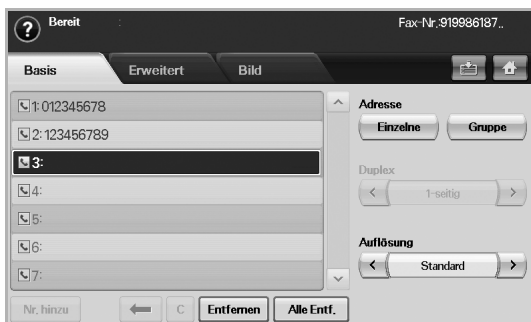 ? Bereit : Fax-Nr.:919986187..
Basis Erweitert Bild
1: 012345678
2: 123456789
3:
4:
5:
6:
7:
Adresse
Einzelne Gruppe
Duplex
< 1-seitig >
Auflösung
< Standard >
Nr. hinzu C Entfernen Alle Entf.